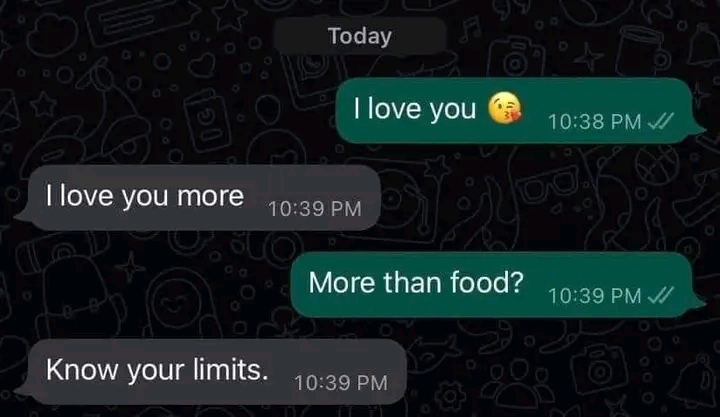 Today
I love you 😘 10:38 PM
I love you more 10:39 PM
More than food? 10:39 PM
Know your limits. 10:39 PM